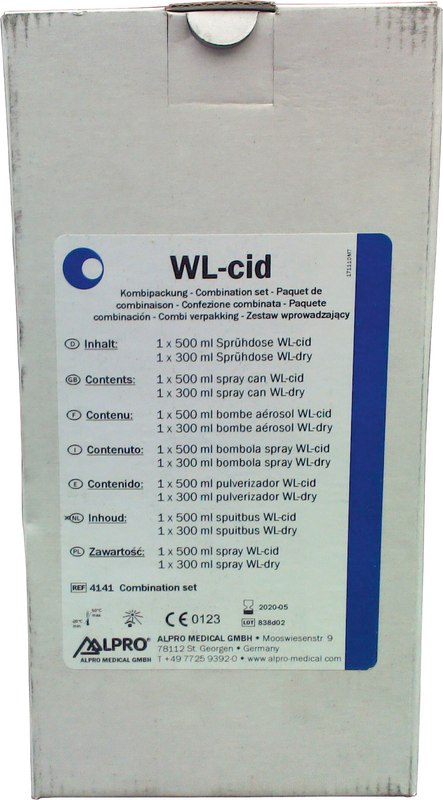 WL-cid
Kombipackung - Combination set - Paquet de
combinaison - Confezione combinata - Paquete
combinación - Combi verpakking - Zestaw wprowadzający
D Inhalt: 1 x 500 ml Sprühdose WL-cid
1 x 300 ml Sprühdose WL-dry
GB Contents: 1 x 500 ml spray can WL-cid
1 x 300 ml spray can WL-dry
F Contenu: 1 x 500 ml bombe aérosol WL-cid
1 x 300 ml bombe aérosol WL-dry
I Contenuto: 1 x 500 ml bombola spray WL-cid
1 x 300 ml bombola spray WL-dry
E Contenido: 1 x 500 ml pulverizador WL-cid
1 x 300 ml pulverizador WL-dry
NL Inhoud: 1 x 500 ml spuitbus WL-cid
1 x 300 ml spuitbus WL-dry
PL Zawartość: 1 x 500 ml spray WL-cid
1 x 300 ml spray WL-dry
REF 4141 Combination set
50°C
max
min
CE 0123
2020-05
LOT 838d02
ALPRO®
ALPRO MEDICAL GMBH
ALPRO MEDICAL GMBH • Mooswiesenstr 9
78112 St. Georgen • Germany
T +49 7725 9392-0 • www.alpro-medical.com